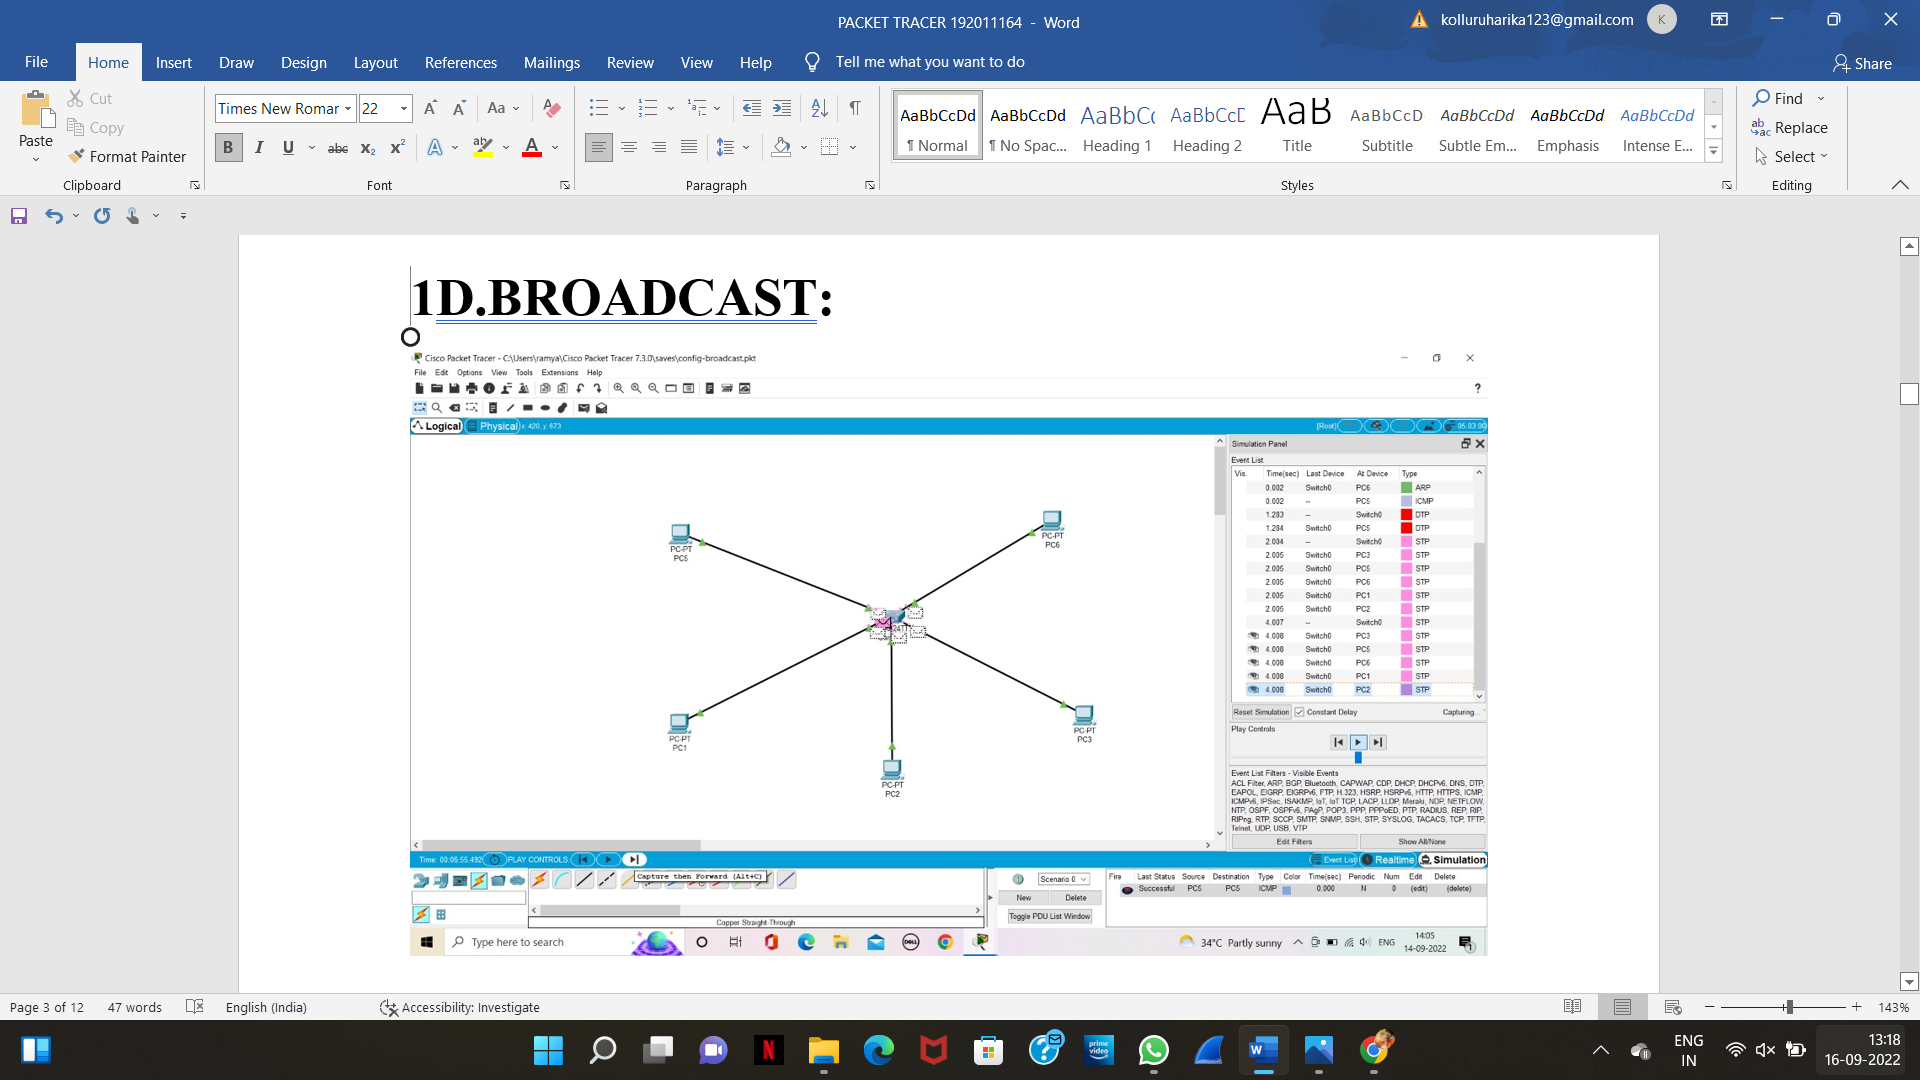 PACKET TRACER 192011164 - Word
kolluruharika123@gmail.com K
File Home Insert Draw Design Layout References Mailings Review View Help Tell me what you want to do Share
Paste
Cut
Copy
Format Painter
Clipboard
Times New Romar 22
Font
Paragraph
AaBbCcDd AaBbCcDd AaBbCc AaBbCcD AaB AaBbCcD AaBbCcDd AaBbCcDd AaBbCcDd
¶ Normal ¶ No Spac... Heading 1 Heading 2 Title Subtitle Subtle Em... Emphasis Intense E...
Styles
Find
Replace
Select
Editing
1D.BROADCAST:
Cisco Packet Tracer - C:\Users\ramya\Cisco Packet Tracer 7.3.0\saves\config-broadcast.pkt
File Edit Options View Tools Extensions Help
Logical Physical x: 420, y: 673 [Root] 05:03:00
PC-PT
PC5
PC-PT
PC6
PC-PT
PC1
PC-PT
PC2
PC-PT
PC3
Simulation Panel
Event List
Vis. Time(sec) Last Device At Device Type
0.002 Switch0 PC6 ARP
0.002 -- PC5 ICMP
1.283 -- Switch0 DTP
1.284 Switch0 PC5 DTP
2.004 -- Switch0 STP
2.005 Switch0 PC3 STP
2.005 Switch0 PC5 STP
2.005 Switch0 PC6 STP
2.005 Switch0 PC1 STP
2.005 Switch0 PC2 STP
4.007 -- Switch0 STP
4.008 Switch0 PC3 STP
4.008 Switch0 PC5 STP
4.008 Switch0 PC6 STP
4.008 Switch0 PC1 STP
4.008 Switch0 PC2 STP
Reset Simulation Constant Delay Capturing...
Play Controls
Event List Filters - Visible Events
ACL Filter, ARP, BGP, Bluetooth, CAPWAP, CDP, DHCP, DHCPv6, DNS, DTP,
EAPOL, EIGRP, EIGRPv6, FTP, H.323, HSRP, HSRPv6, HTTP, HTTPS, ICMP,
ICMPv6, IPSec, ISAKMP, IoT, IoT TCP, LACP, LLDP, Meraki, NDP, NETFLOW,
NTP, OSPF, OSPFv6, PAgP, POP3, PPP, PPPoED, PTP, RADIUS, REP, RIP,
RIPng, RTP, SCCP, SMTP, SNMP, SSH, STP, SYSLOG, TACACS, TCP, TFTP,
Telnet, UDP, USB, VTP
Edit Filters Show All/None
Time: 00:06:55.492 PLAY CONTROLS: Event List Realtime Simulation
Capture then Forward (Alt+C)
Copper Straight-Through
Scenario 0
New Delete
Toggle PDU List Window
Fire Last Status Source Destination Type Color Time(sec) Periodic Num Edit Delete
Successful PC5 PC5 ICMP 0.000 N 0 (edit) (delete)
Type here to search
DELL
34°C Partly sunny ENG 14:05
14-09-2022
1
Page 3 of 12 47 words English (India) Accessibility: Investigate 143%
prime video
ENG
IN
13:18
16-09-2022